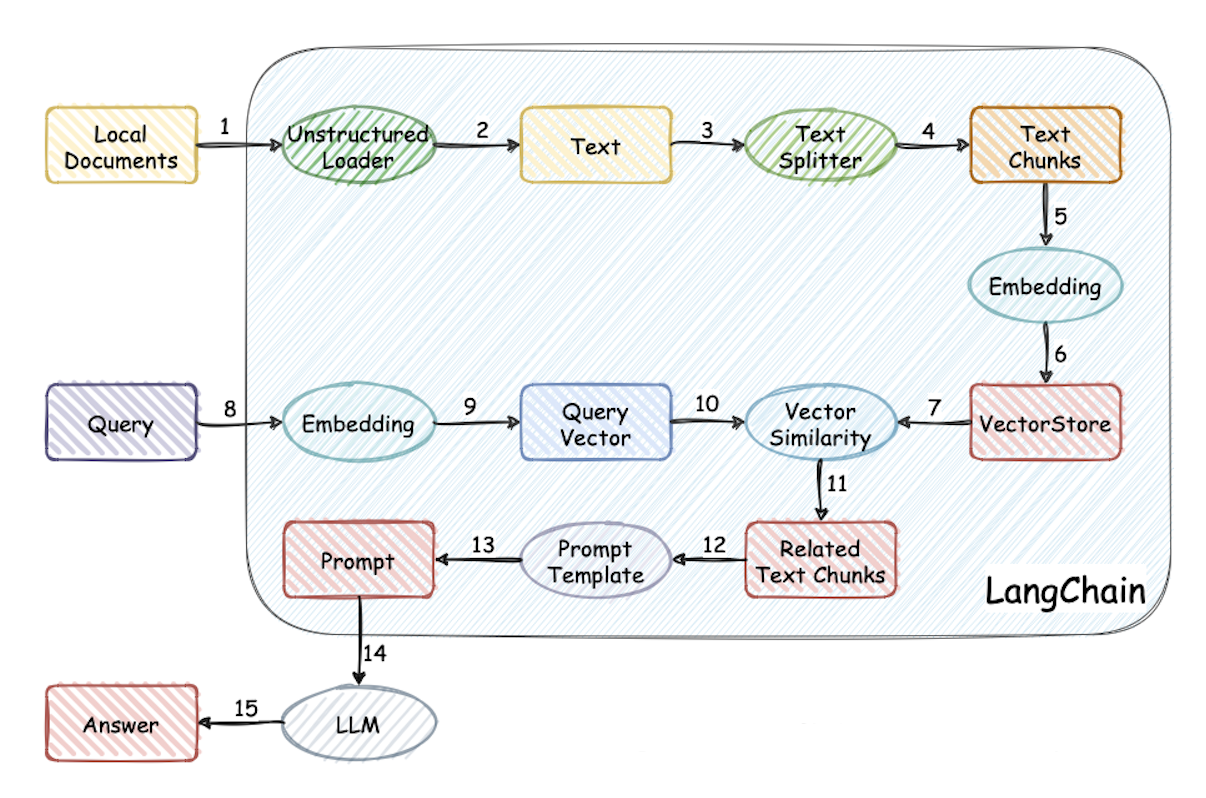 Local
Documents
1
Unstructured
Loader
2
Text
3
Text
Splitter
4
Text
Chunks
5
Embedding
6
Query
8
Embedding
9
Query
Vector
10
Vector
Similarity
7
VectorStore
11
Prompt
13
Prompt
Template
12
Related
Text Chunks
LangChain
14
Answer
15
LLM